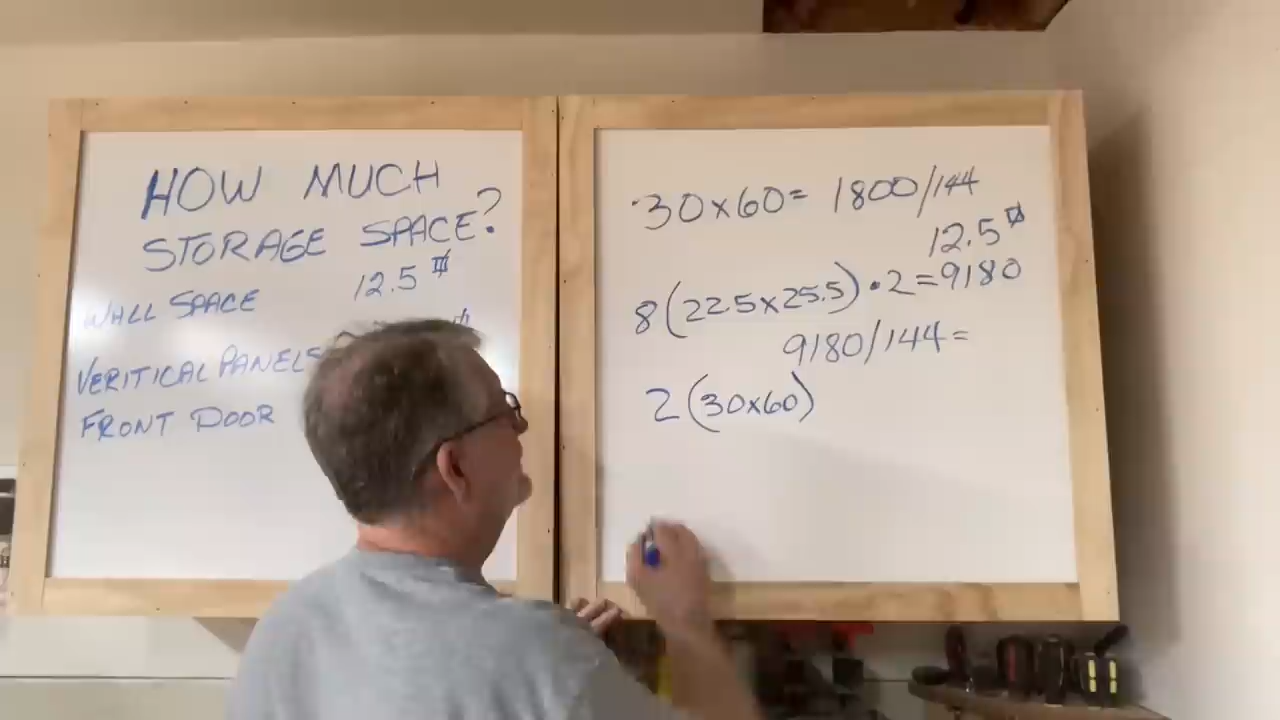 HOW MUCH
STORAGE SPACE?
WALL SPACE 12.5
VERITICAL PANELS
FRONT DOOR
30x60= 1800/144
12.5
8(22.5x25.5)·2=9180
9180/144=
2(30x60)